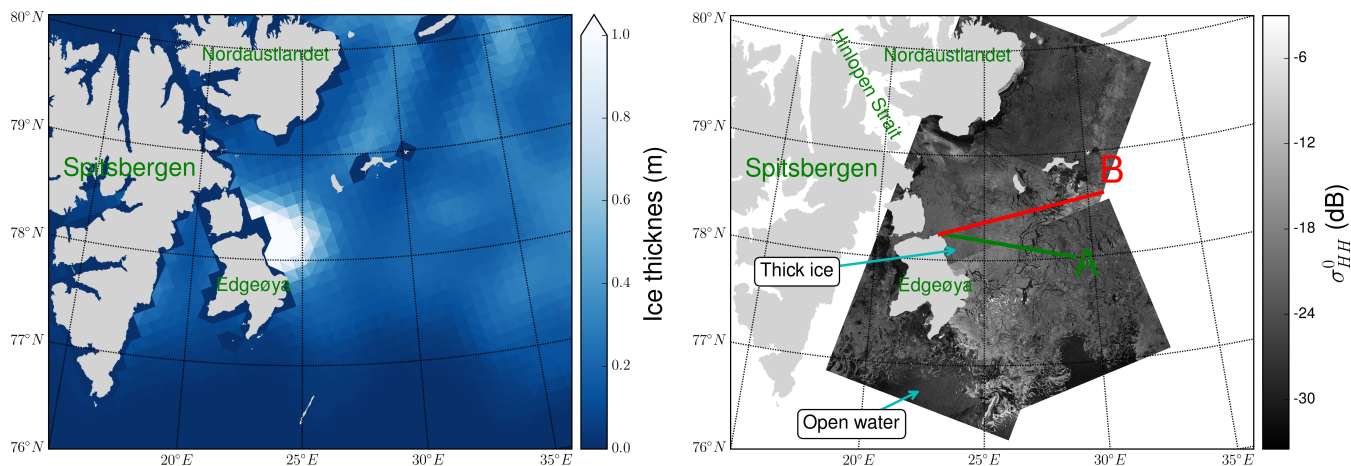 80°N
79°N
78°N
77°N
76°N
20°E
25°E
30°E
35°E
Nordaustlandet
Spitsbergen
Edgeøya
1.0
0.8
0.6
0.4
0.2
0.0
Ice thicknes (m)
80°N
79°N
78°N
77°N
76°N
20°E
25°E
30°E
35°E
Hinlopen Strait
Nordaustlandet
Spitsbergen
B
A
Thick ice
Edgeøya
Open water
-6
-12
-18
-24
-30
σ⁰HH (dB)